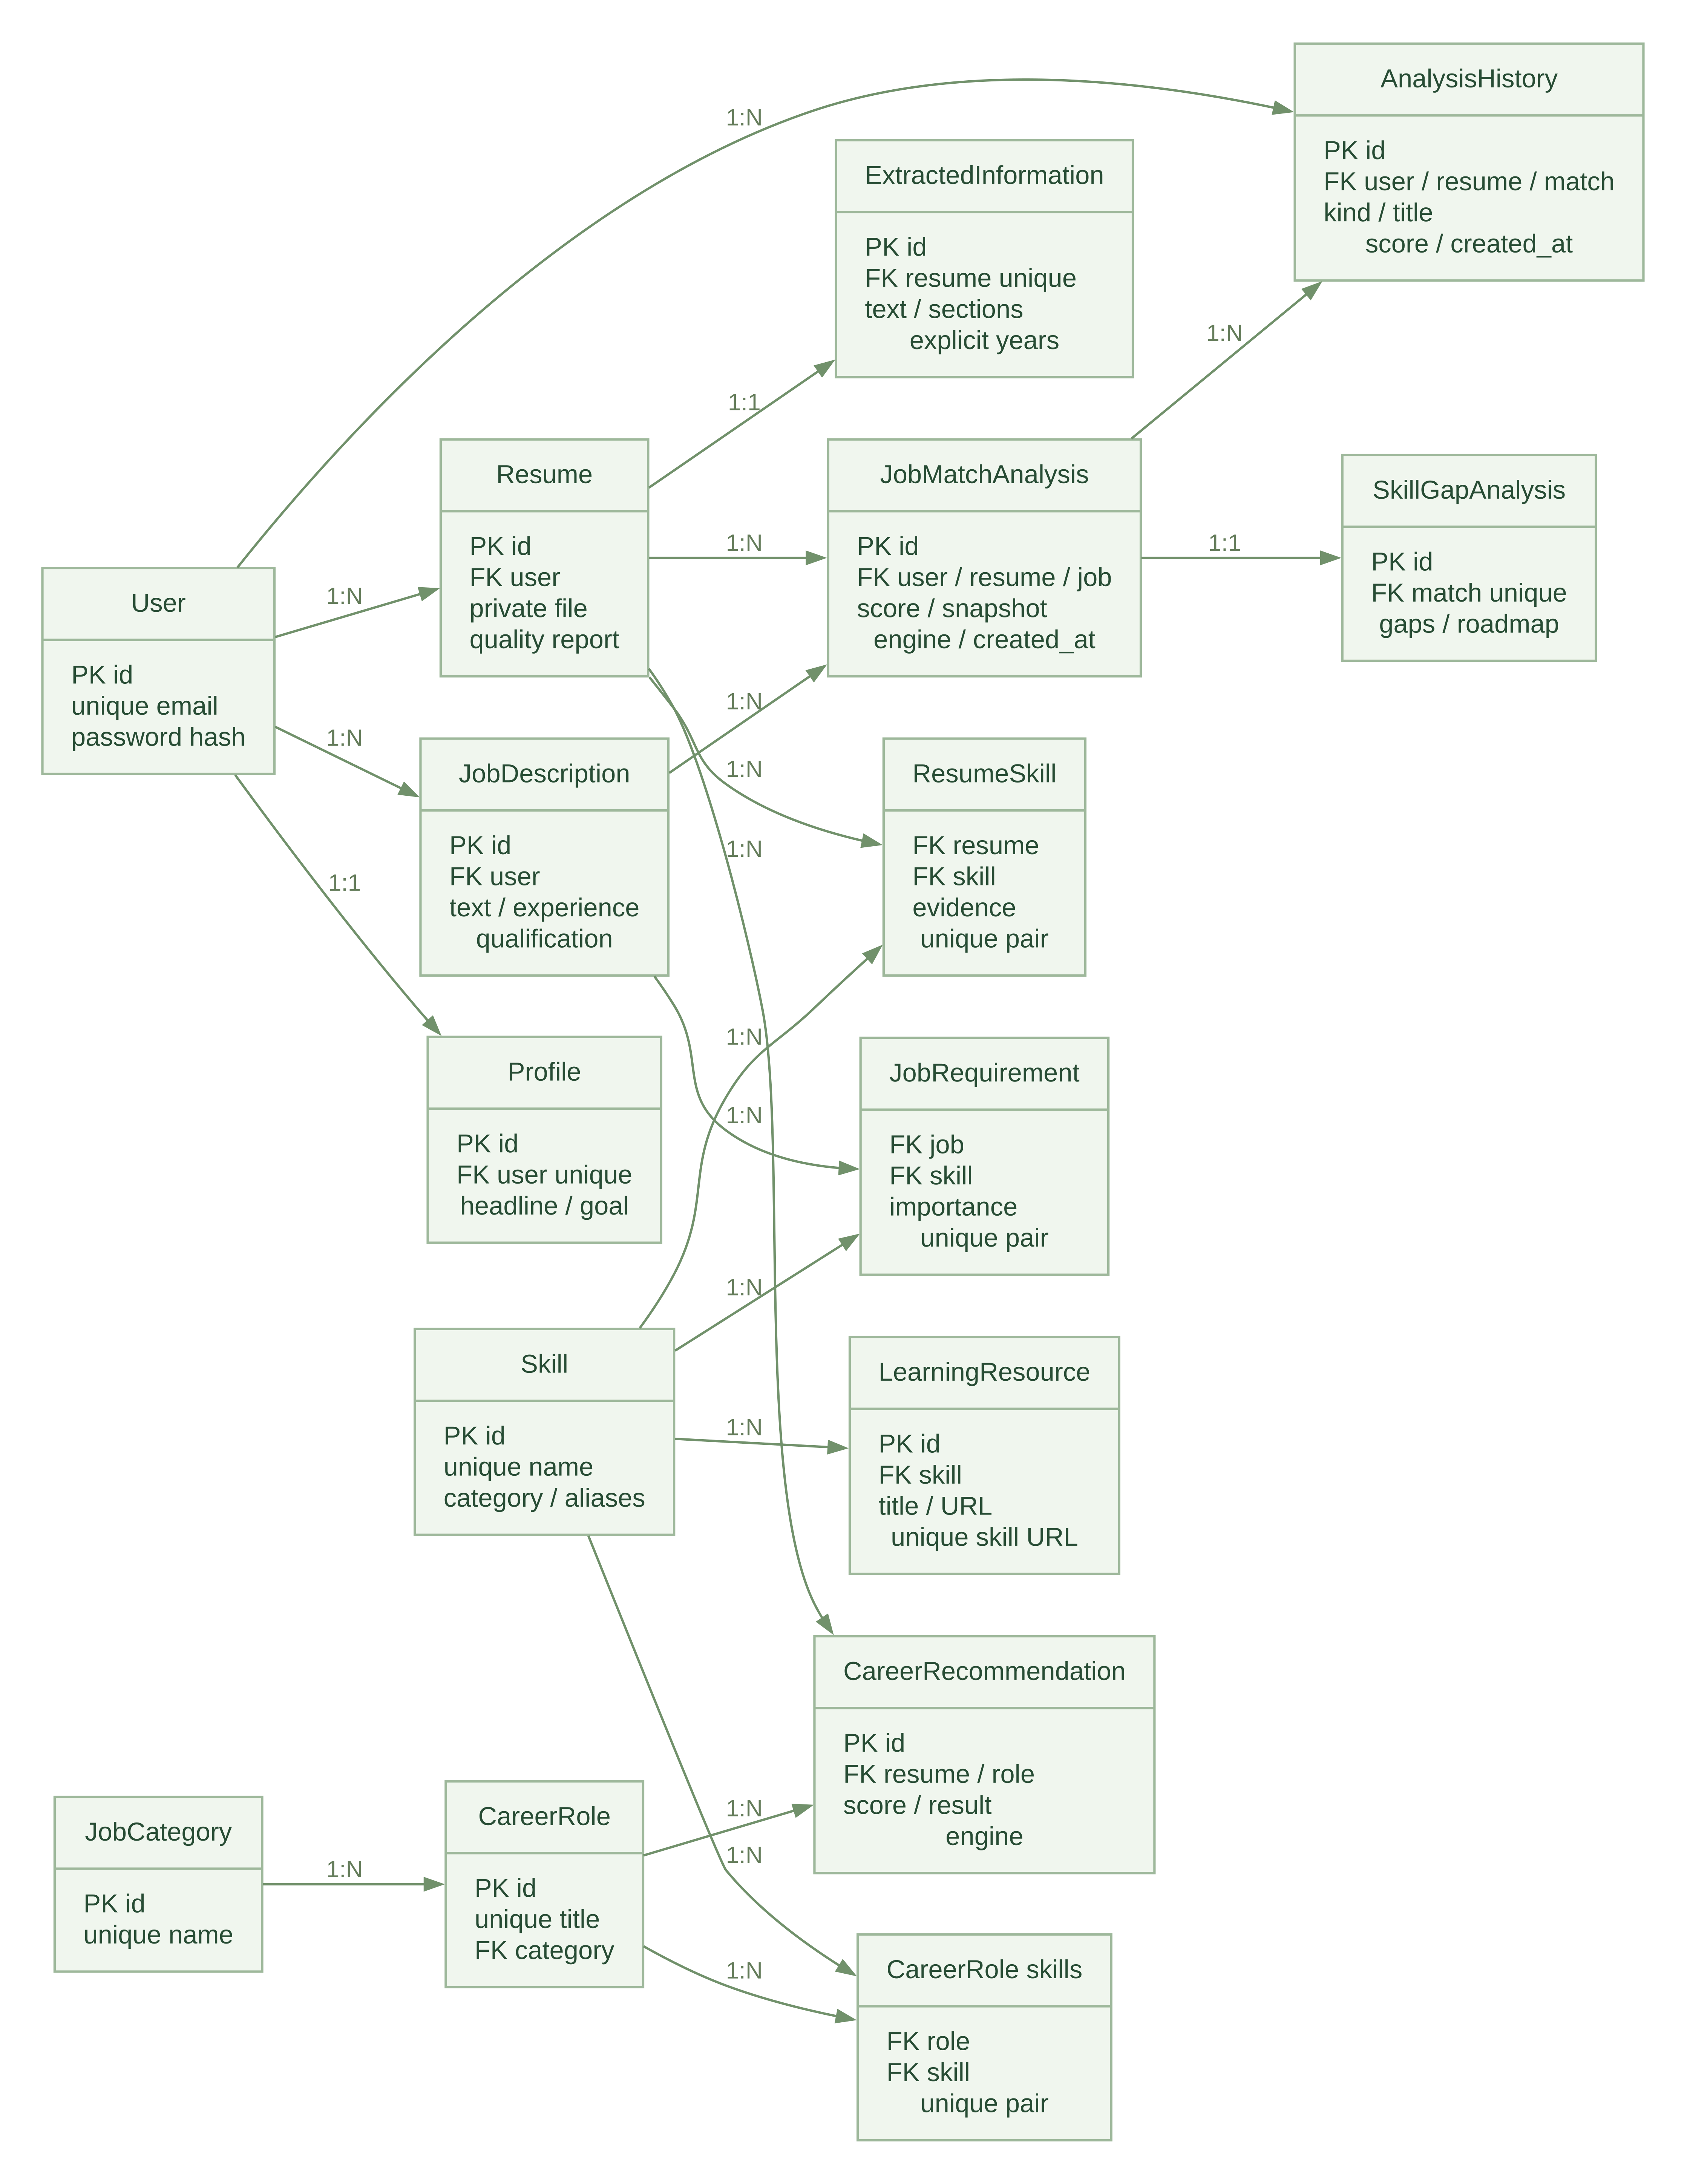 AnalysisHistory
PK id
FK user / resume / match
kind / title
score / created_at
1:N
ExtractedInformation
PK id
FK resume unique
text / sections
explicit years
1:N
1:1
Resume
PK id
FK user
private file
quality report
1:N
JobMatchAnalysis
PK id
FK user / resume / job
score / snapshot
engine / created_at
1:1
SkillGapAnalysis
PK id
FK match unique
gaps / roadmap
User
PK id
unique email
password hash
1:N
1:N
1:N
JobDescription
PK id
FK user
text / experience
qualification
1:N
1:N
ResumeSkill
FK resume
FK skill
evidence
unique pair
1:1
Profile
PK id
FK user unique
headline / goal
1:N
1:N
JobRequirement
FK job
FK skill
importance
unique pair
1:N
Skill
PK id
unique name
category / aliases
1:N
LearningResource
PK id
FK skill
title / URL
unique skill URL
CareerRecommendation
PK id
FK resume / role
score / result
engine
JobCategory
PK id
unique name
1:N
CareerRole
PK id
unique title
FK category
1:N
1:N
1:N
CareerRole skills
FK role
FK skill
unique pair